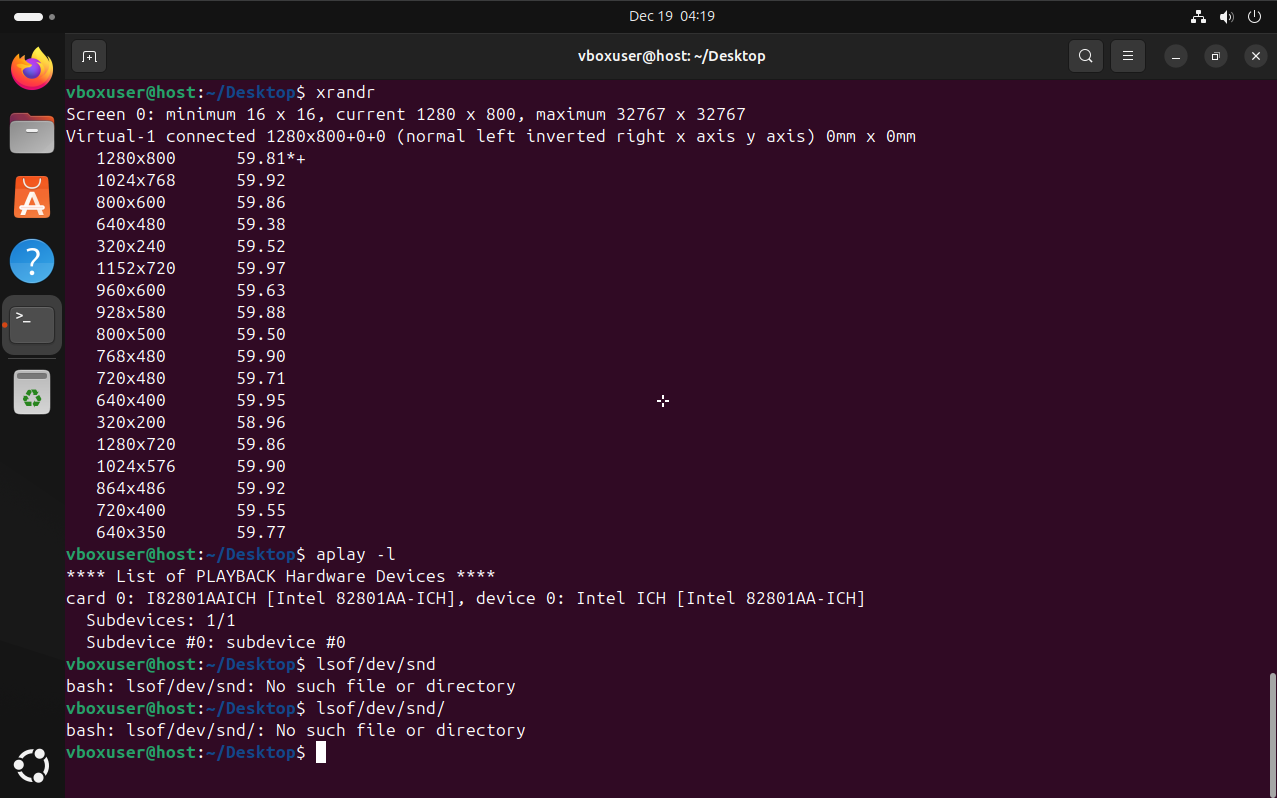 Dec 19 04:19
vboxuser@host: ~/Desktop
vboxuser@host:~/Desktop$ xrandr
Screen 0: minimum 16 x 16, current 1280 x 800, maximum 32767 x 32767
Virtual-1 connected 1280x800+0+0 (normal left inverted right x axis y axis) 0mm x 0mm
   1280x800      59.81*+
   1024x768      59.92
   800x600       59.86
   640x480       59.38
   320x240       59.52
   1152x720      59.97
   960x600       59.63
   928x580       59.88
   800x500       59.50
   768x480       59.90
   720x480       59.71
   640x400       59.95
   320x200       58.96
   1280x720      59.86
   1024x576      59.90
   864x486       59.92
   720x400       59.55
   640x350       59.77
vboxuser@host:~/Desktop$ aplay -l
**** List of PLAYBACK Hardware Devices ****
card 0: I82801AAICH [Intel 82801AA-ICH], device 0: Intel ICH [Intel 82801AA-ICH]
  Subdevices: 1/1
  Subdevice #0: subdevice #0
vboxuser@host:~/Desktop$ lsof/dev/snd
bash: lsof/dev/snd: No such file or directory
vboxuser@host:~/Desktop$ lsof/dev/snd/
bash: lsof/dev/snd/: No such file or directory
vboxuser@host:~/Desktop$